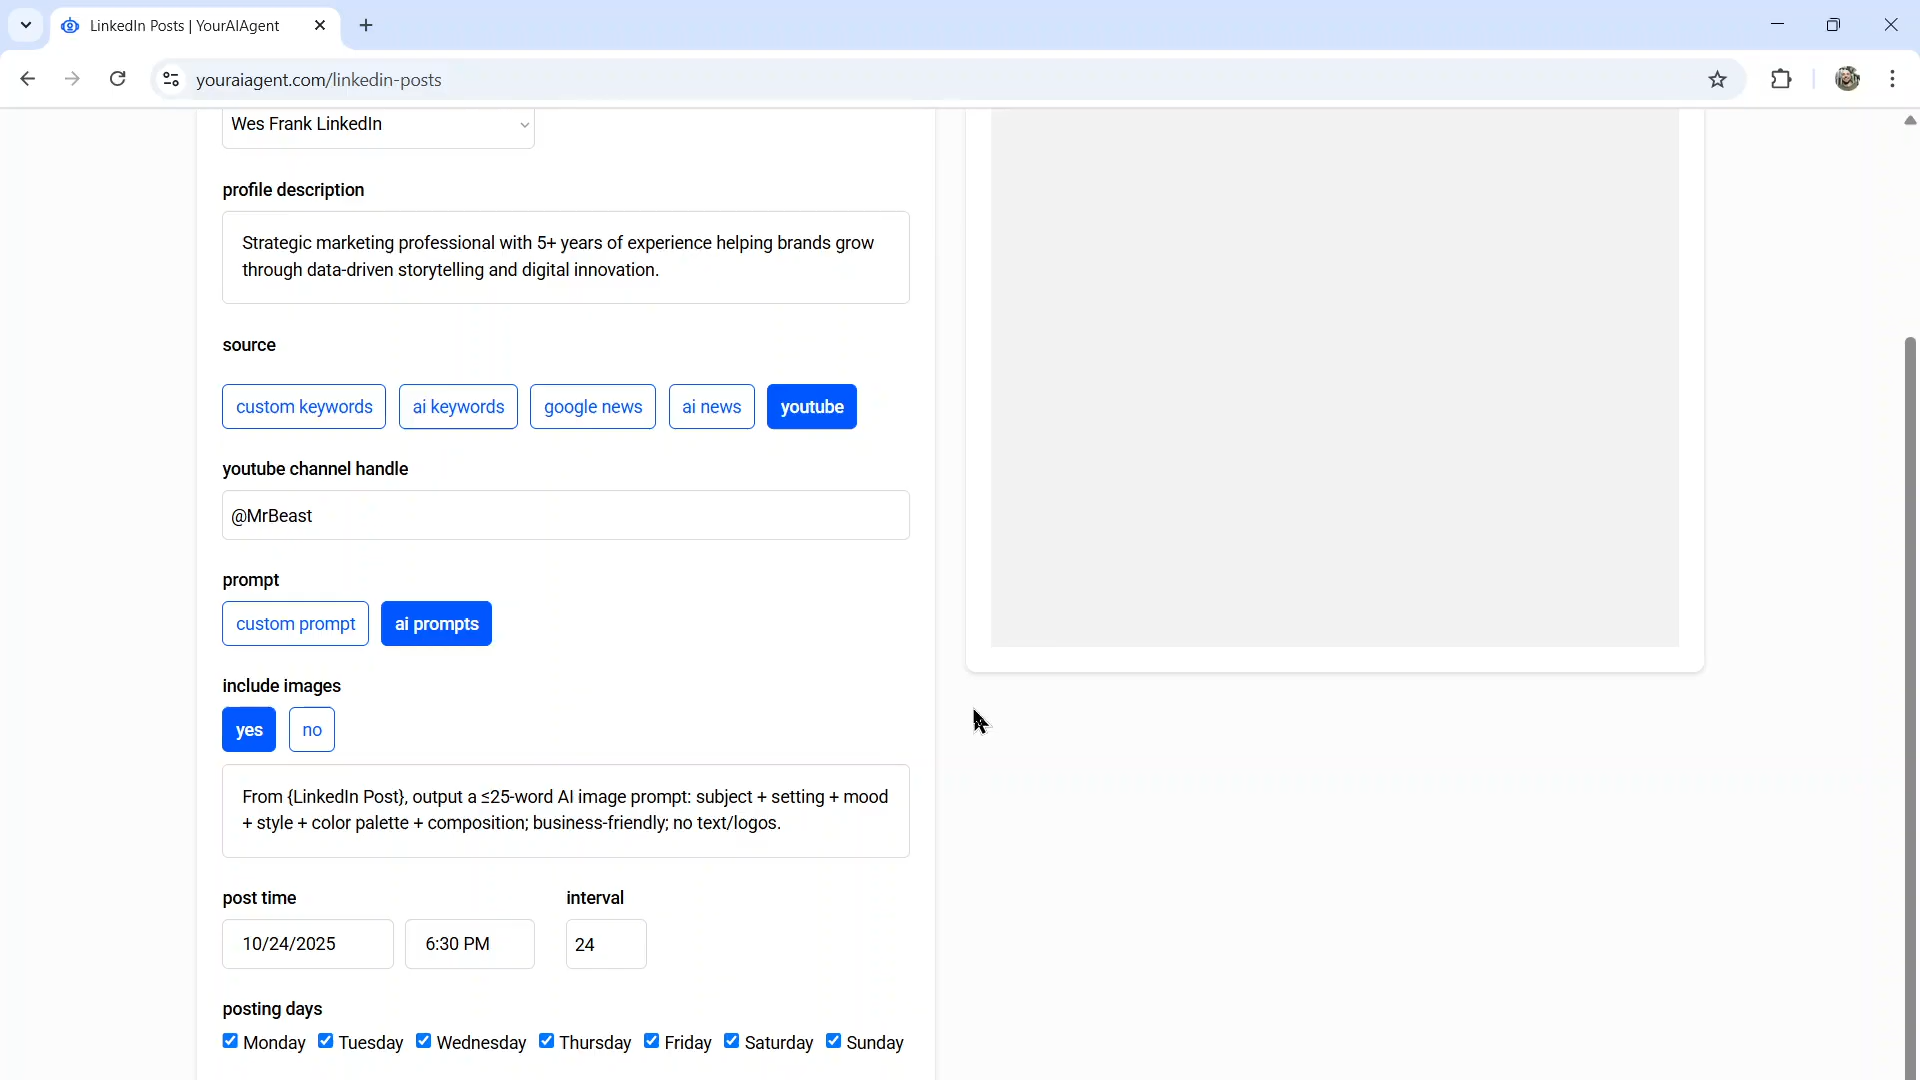 LinkedIn Posts | YourAIAgent
youraiagent.com/linkedin-posts
Wes Frank LinkedIn
profile description
Strategic marketing professional with 5+ years of experience helping brands grow
through data-driven storytelling and digital innovation.
source
custom keywords ai keywords google news ai news youtube
youtube channel handle
@MrBeast
prompt
custom prompt ai prompts
include images
yes no
From {LinkedIn Post}, output a ≤25-word AI image prompt: subject + setting + mood
+ style + color palette + composition; business-friendly; no text/logos.
post time interval
10/24/2025 6:30 PM 24
posting days
Monday Tuesday Wednesday Thursday Friday Saturday Sunday